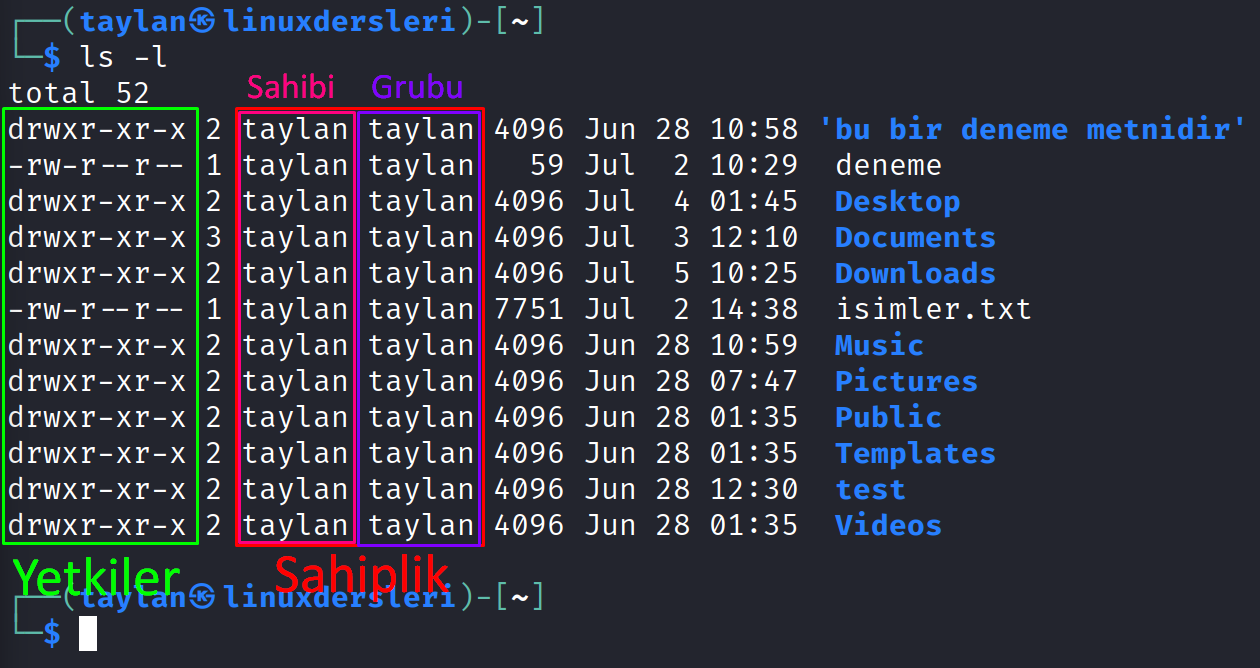 ┌──(taylan㉿linuxdersleri)-[~]
└─$ ls -l
total 52
Sahibi Grubu
drwxr-xr-x 2 taylan taylan 4096 Jun 28 10:58 'bu bir deneme metnidir'
-rw-r--r-- 1 taylan taylan   59 Jul  2 10:29 deneme
drwxr-xr-x 2 taylan taylan 4096 Jul  4 01:45 Desktop
drwxr-xr-x 3 taylan taylan 4096 Jul  3 12:10 Documents
drwxr-xr-x 2 taylan taylan 4096 Jul  5 10:25 Downloads
-rw-r--r-- 1 taylan taylan 7751 Jul  2 14:38 isimler.txt
drwxr-xr-x 2 taylan taylan 4096 Jun 28 10:59 Music
drwxr-xr-x 2 taylan taylan 4096 Jun 28 07:47 Pictures
drwxr-xr-x 2 taylan taylan 4096 Jun 28 01:35 Public
drwxr-xr-x 2 taylan taylan 4096 Jun 28 01:35 Templates
drwxr-xr-x 2 taylan taylan 4096 Jun 28 12:30 test
drwxr-xr-x 2 taylan taylan 4096 Jun 28 01:35 Videos
Yetkiler Sahiplik
┌──(taylan㉿linuxdersleri)-[~]
└─$